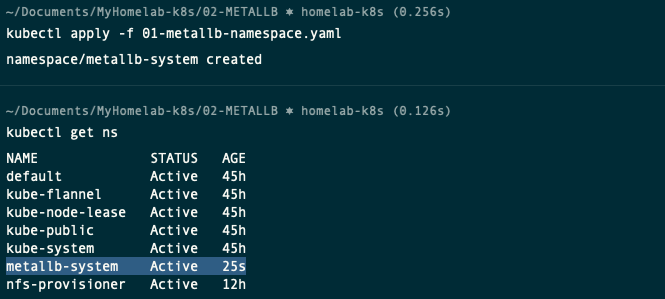 ~/Documents/MyHomelab-k8s/02-METALLB ⎈ homelab-k8s (0.256s)
kubectl apply -f 01-metallb-namespace.yaml
namespace/metallb-system created
~/Documents/MyHomelab-k8s/02-METALLB ⎈ homelab-k8s (0.126s)
kubectl get ns
NAME STATUS AGE
default Active 45h
kube-flannel Active 45h
kube-node-lease Active 45h
kube-public Active 45h
kube-system Active 45h
metallb-system Active 25s
nfs-provisioner Active 12h